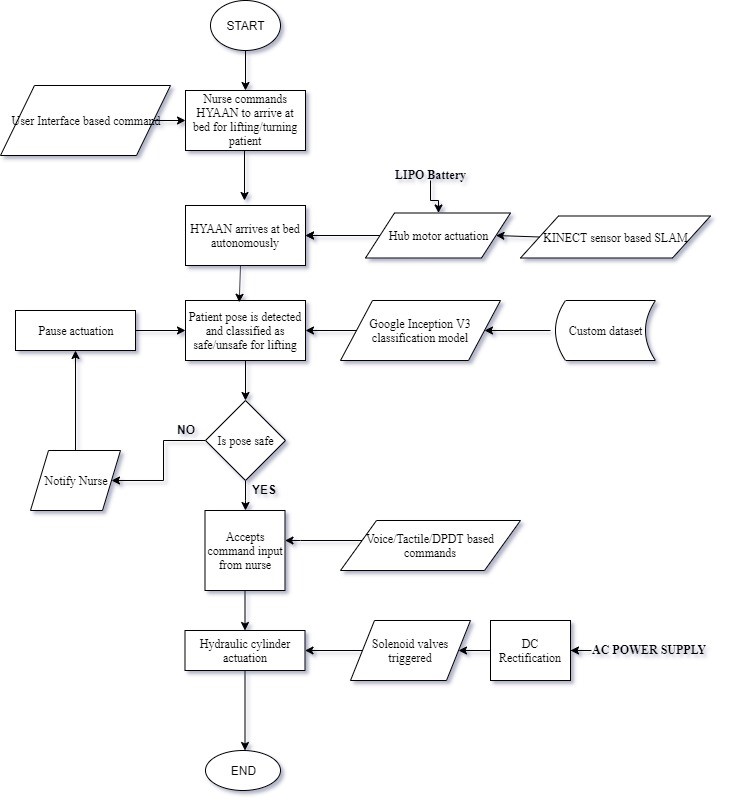 START
Nurse commands
HYAAN to arrive at
bed for lifting/turning
patient
User Interface based command
LIPO Battery
HYAAN arrives at bed
autonomously
Hub motor actuation
KINECT sensor based SLAM
Pause actuation
Patient pose is detected
and classified as
safe/unsafe for lifting
Google Inception V3
classification model
Custom dataset
NO
Is pose safe
Notify Nurse
YES
Accepts
command input
from nurse
Voice/Tactile/DPDT based
commands
Hydraulic cylinder
actuation
Solenoid valves
triggered
DC
Rectification
AC POWER SUPPLY
END